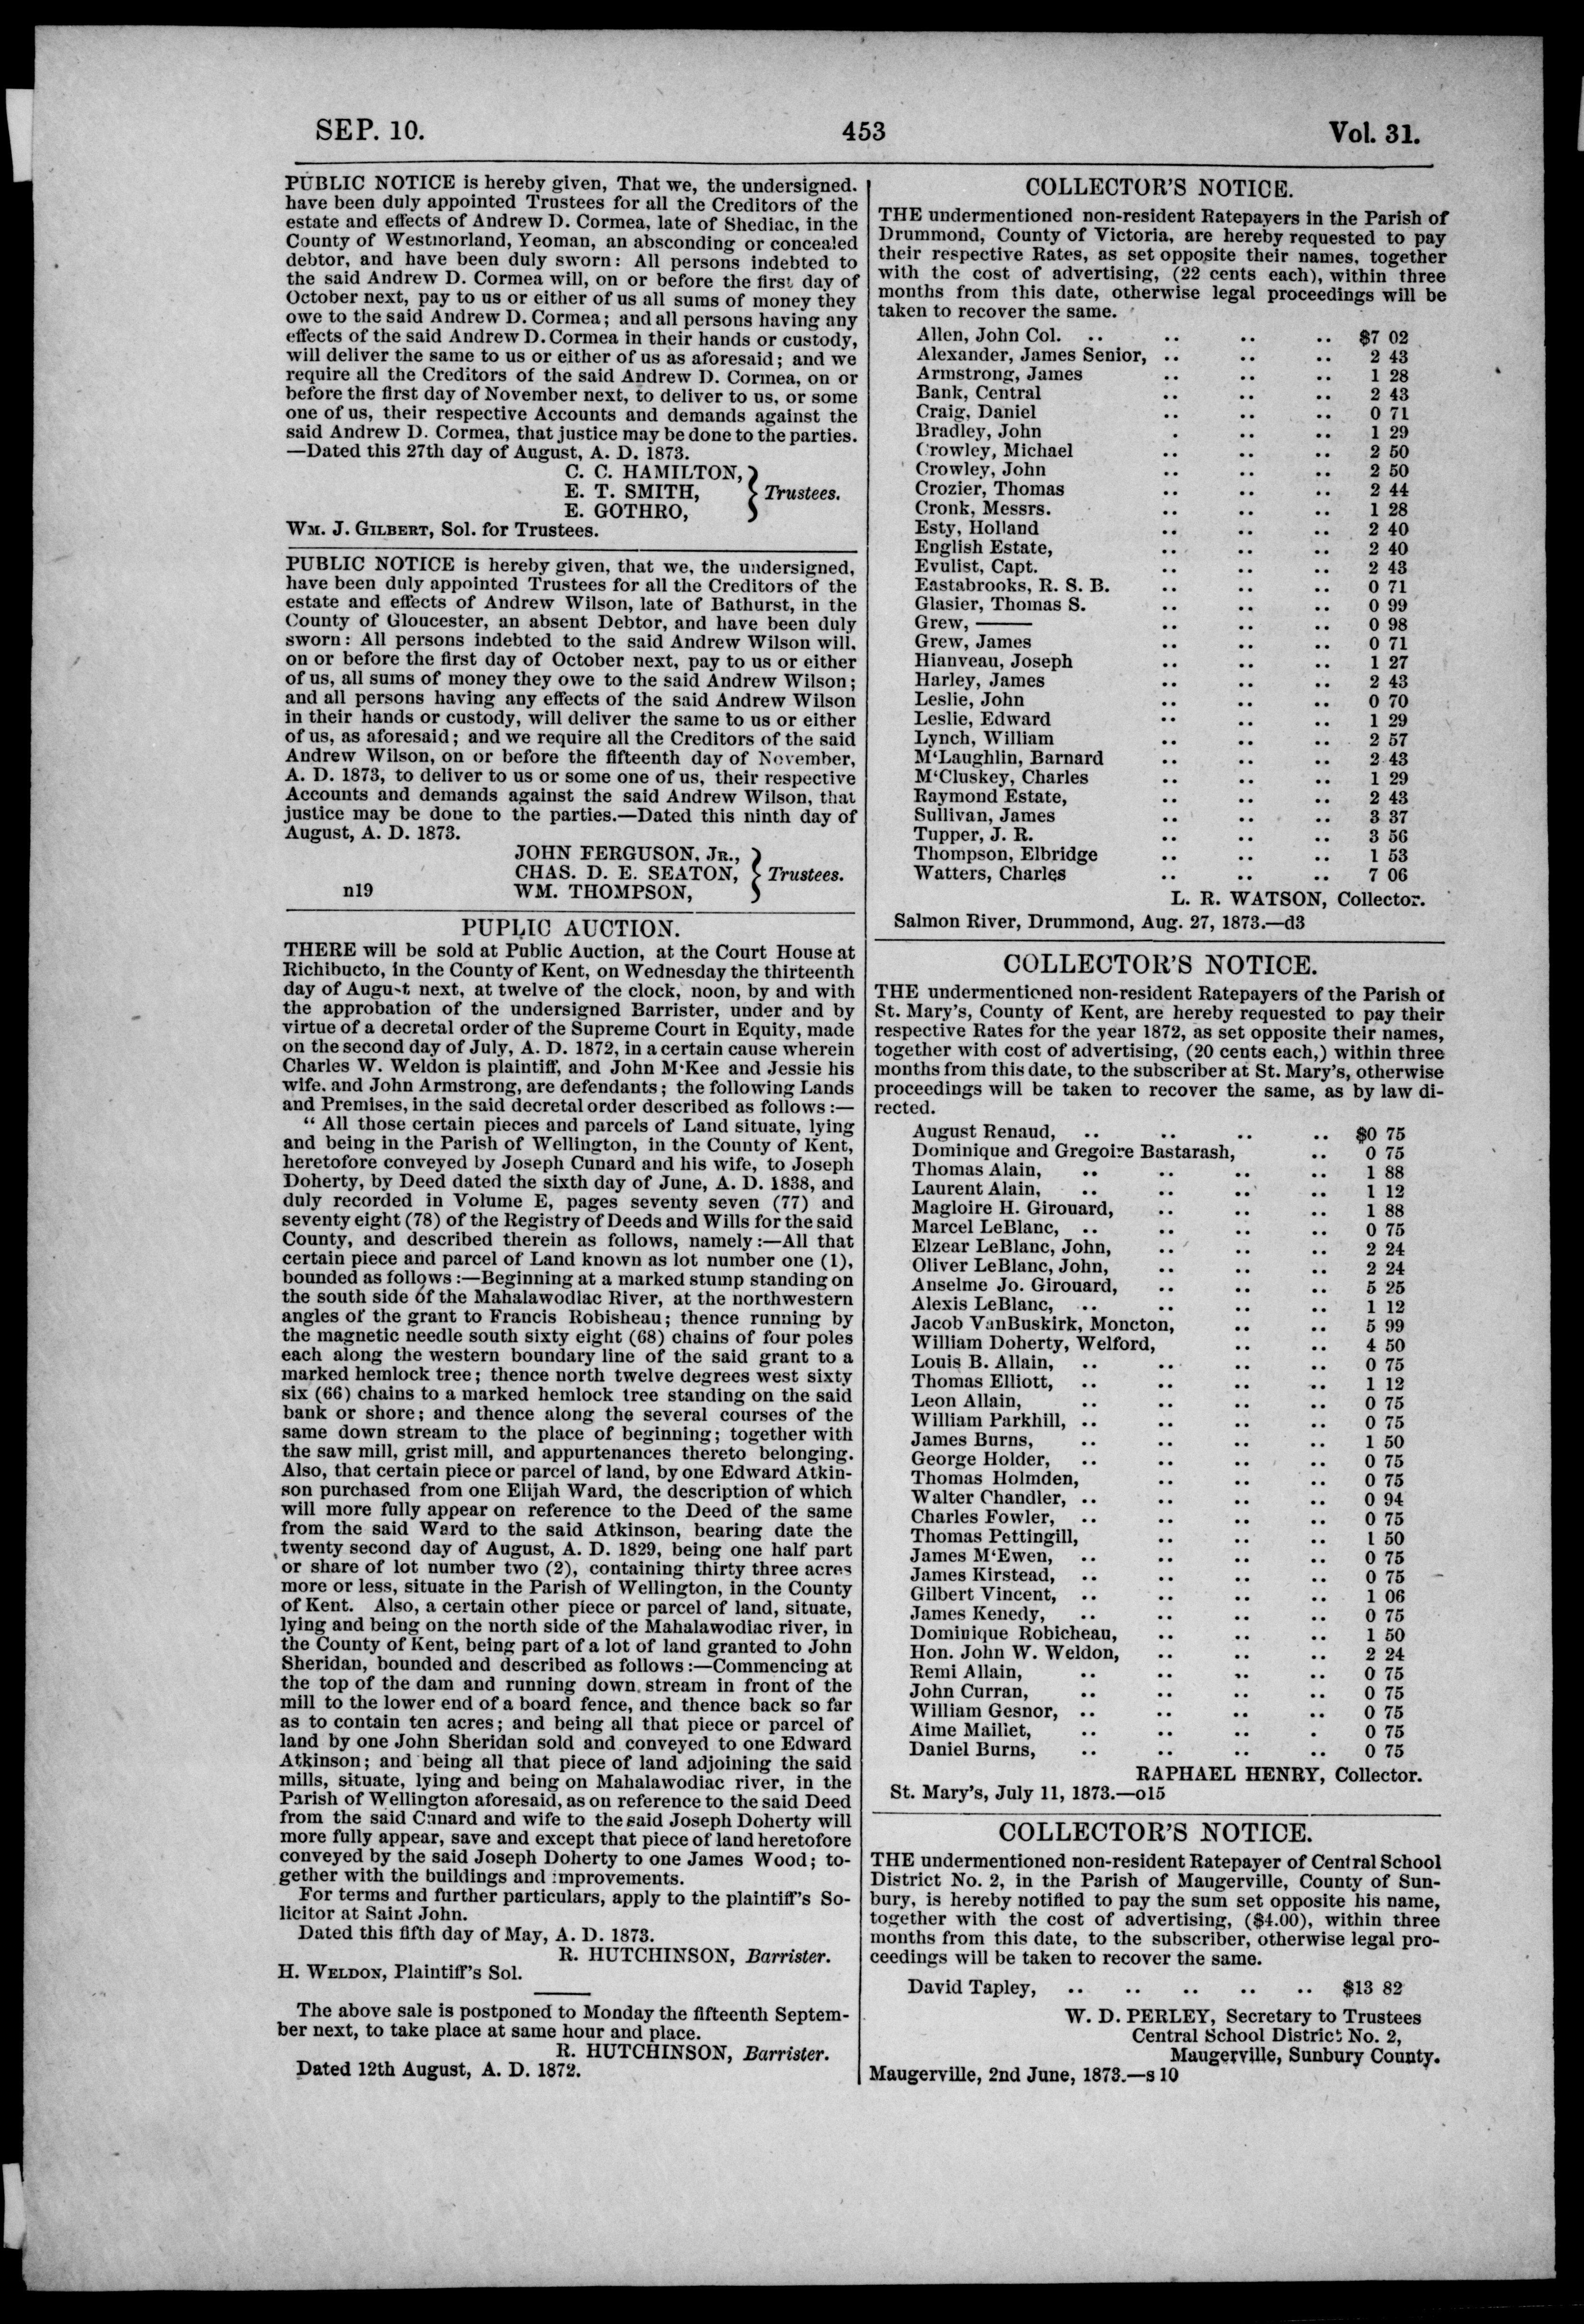 SEP. 10.
453
Vol. 31.
PUBLIC NOTICE is hereby given, That we, the undersigned.
have been duly appointed Trustees for all the Creditors of the
estate and effects of Andrew D. Cormea, late of Shediac, in the
County of Westmorland, Yeoman, an absconding or concealed
debtor, and have been duly sworn: All persons indebted to
the said Andrew D. Cormea will, on or before the first day of
October next, pay to us or either of us all sums of money they
owe to the said Andrew D. Cormea; and all persons having any
effects of the said Andrew D. Cormea in their hands or custody,
will deliver the same to us or either of us as aforesaid; and we
require all the Creditors of the said Andrew D. Cormea, on or
before the first day of November next, to deliver to us, or some
one of us, their respective Accounts and demands against the
said Andrew D. Cormea, that justice may be done to the parties.
—Dated this 27th day of August, A. D. 1873.
C. C. HAMILTON,
E. T. SMITH, } Trustees.
E. GOTHRO,
WM. J. GILBERT, Sol. for Trustees.
PUBLIC NOTICE is hereby given, that we, the undersigned,
have been duly appointed Trustees for all the Creditors of the
estate and effects of Andrew Wilson, late of Bathurst, in the
County of Gloucester, an absent Debtor, and have been duly
sworn: All persons indebted to the said Andrew Wilson will,
on or before the first day of October next, pay to us or either
of us, all sums of money they owe to the said Andrew Wilson;
and all persons having any effects of the said Andrew Wilson
in their hands or custody, will deliver the same to us or either
of us, as aforesaid; and we require all the Creditors of the said
Andrew Wilson, on or before the fifteenth day of November,
A. D. 1873, to deliver to us or some one of us, their respective
Accounts and demands against the said Andrew Wilson, that
justice may be done to the parties.—Dated this ninth day of
August, A. D. 1873.
JOHN FERGUSON, JR.,
CHAS. D. E. SEATON, } Trustees.
n19 WM. THOMPSON,
PUPLIC AUCTION.
THERE will be sold at Public Auction, at the Court House at
Richibucto, in the County of Kent, on Wednesday the thirteenth
day of August next, at twelve of the clock, noon, by and with
the approbation of the undersigned Barrister, under and by
virtue of a decretal order of the Supreme Court in Equity, made
on the second day of July, A. D. 1872, in a certain cause wherein
Charles W. Weldon is plaintiff, and John M'Kee and Jessie his
wife, and John Armstrong, are defendants; the following Lands
and Premises, in the said decretal order described as follows :—
" All those certain pieces and parcels of Land situate, lying
and being in the Parish of Wellington, in the County of Kent,
heretofore conveyed by Joseph Cunard and his wife, to Joseph
Doherty, by Deed dated the sixth day of June, A. D. 1838, and
duly recorded in Volume E, pages seventy seven (77) and
seventy eight (78) of the Registry of Deeds and Wills for the said
County, and described therein as follows, namely :—All that
certain piece and parcel of Land known as lot number one (1),
bounded as follows :—Beginning at a marked stump standing on
the south side of the Mahalawodiac River, at the northwestern
angles of the grant to Francis Robisheau; thence running by
the magnetic needle south sixty eight (68) chains of four poles
each along the western boundary line of the said grant to a
marked hemlock tree; thence north twelve degrees west sixty
six (66) chains to a marked hemlock tree standing on the said
bank or shore; and thence along the several courses of the
same down stream to the place of beginning; together with
the saw mill, grist mill, and appurtenances thereto belonging.
Also, that certain piece or parcel of land, by one Edward Atkin-
son purchased from one Elijah Ward, the description of which
will more fully appear on reference to the Deed of the same
from the said Ward to the said Atkinson, bearing date the
twenty second day of August, A. D. 1829, being one half part
or share of lot number two (2), containing thirty three acres
more or less, situate in the Parish of Wellington, in the County
of Kent. Also, a certain other piece or parcel of land, situate,
lying and being on the north side of the Mahalawodiac river, in
the County of Kent, being part of a lot of land granted to John
Sheridan, bounded and described as follows :—Commencing at
the top of the dam and running down stream in front of the
mill to the lower end of a board fence, and thence back so far
as to contain ten acres; and being all that piece or parcel of
land by one John Sheridan sold and conveyed to one Edward
Atkinson; and being all that piece of land adjoining the said
mills, situate, lying and being on Mahalawodiac river, in the
Parish of Wellington aforesaid, as on reference to the said Deed
from the said Cunard and wife to the said Joseph Doherty will
more fully appear, save and except that piece of land heretofore
conveyed by the said Joseph Doherty to one James Wood; to-
gether with the buildings and improvements.
For terms and further particulars, apply to the plaintiff's So-
licitor at Saint John.
Dated this fifth day of May, A. D. 1873.
R. HUTCHINSON, Barrister.
H. WELDON, Plaintiff's Sol.
The above sale is postponed to Monday the fifteenth Septem-
ber next, to take place at same hour and place.
R. HUTCHINSON, Barrister.
Dated 12th August, A. D. 1872.
COLLECTOR'S NOTICE.
THE undermentioned non-resident Ratepayers in the Parish of
Drummond, County of Victoria, are hereby requested to pay
their respective Rates, as set opposite their names, together
with the cost of advertising, (22 cents each), within three
months from this date, otherwise legal proceedings will be
taken to recover the same.
Allen, John Col. .. .. .. .. $7 02
Alexander, James Senior, .. .. .. 2 43
Armstrong, James .. .. .. 1 28
Bank, Central .. .. .. 2 43
Craig, Daniel .. .. .. 0 71
Bradley, John . .. .. 1 29
Crowley, Michael .. .. .. 2 50
Crowley, John .. .. .. 2 50
Crozier, Thomas .. .. .. 2 44
Cronk, Messrs. .. .. .. 1 28
Esty, Holland .. .. .. 2 40
English Estate, .. .. .. 2 40
Evulist, Capt. .. .. .. 2 43
Eastabrooks, R. S. B. .. .. .. 0 71
Glasier, Thomas S. .. .. .. 0 99
Grew, —— .. .. .. 0 98
Grew, James .. .. .. 0 71
Hianveau, Joseph .. .. .. 1 27
Harley, James .. .. .. 2 43
Leslie, John .. .. .. 0 70
Leslie, Edward .. .. .. 1 29
Lynch, William .. .. .. 2 57
M'Laughlin, Barnard .. .. .. 2 43
M'Cluskey, Charles .. .. .. 1 29
Raymond Estate, .. .. .. 2 43
Sullivan, James .. .. .. 3 37
Tupper, J. R. .. .. .. 3 56
Thompson, Elbridge .. .. .. 1 53
Watters, Charles .. .. .. 7 06
L. R. WATSON, Collector.
Salmon River, Drummond, Aug. 27, 1873.—d3
COLLECTOR'S NOTICE.
THE undermentioned non-resident Ratepayers of the Parish of
St. Mary's, County of Kent, are hereby requested to pay their
respective Rates for the year 1872, as set opposite their names,
together with cost of advertising, (20 cents each,) within three
months from this date, to the subscriber at St. Mary's, otherwise
proceedings will be taken to recover the same, as by law di-
rected.
August Renaud, .. .. .. .. $0 75
Dominique and Gregoire Bastarash, .. 0 75
Thomas Alain, .. .. .. .. 1 88
Laurent Alain, .. .. .. .. 1 12
Magloire H. Girouard, .. .. .. 1 88
Marcel LeBlanc, .. .. .. .. 0 75
Elzear LeBlanc, John, .. .. .. 2 24
Oliver LeBlanc, John, .. .. .. 2 24
Anselme Jo. Girouard, .. .. .. 5 25
Alexis LeBlanc, .. .. .. .. 1 12
Jacob VanBuskirk, Moncton, .. .. 5 99
William Doherty, Welford, .. .. 4 50
Louis B. Allain, .. .. .. .. 0 75
Thomas Elliott, .. .. .. .. 1 12
Leon Allain, .. .. .. .. 0 75
William Parkhill, .. .. .. .. 0 75
James Burns, .. .. .. .. 1 50
George Holder, .. .. .. .. 0 75
Thomas Holmden, .. .. .. 0 75
Walter Chandler, .. .. .. .. 0 94
Charles Fowler, .. .. .. .. 0 75
Thomas Pettingill, .. .. .. 1 50
James M'Ewen, .. .. .. .. 0 75
James Kirstead, .. .. .. .. 0 75
Gilbert Vincent, .. .. .. .. 1 06
James Kenedy, .. .. .. .. 0 75
Dominique Robicheau, .. .. .. 1 50
Hon. John W. Weldon, .. .. .. 2 24
Remi Allain, .. .. .. .. 0 75
John Curran, .. .. .. .. 0 75
William Gesnor, .. .. .. .. 0 75
Aime Malliet, .. .. .. . 0 75
Daniel Burns, .. .. .. .. 0 75
RAPHAEL HENRY, Collector.
St. Mary's, July 11, 1873.—o15
COLLECTOR'S NOTICE.
THE undermentioned non-resident Ratepayer of Central School
District No. 2, in the Parish of Maugerville, County of Sun-
bury, is hereby notified to pay the sum set opposite his name,
together with the cost of advertising, ($4.00), within three
months from this date, to the subscriber, otherwise legal pro-
ceedings will be taken to recover the same.
David Tapley, .. .. .. .. .. $13 82
W. D. PERLEY, Secretary to Trustees
Central School District No. 2,
Maugerville, Sunbury County.
Maugerville, 2nd June, 1873.—s 10